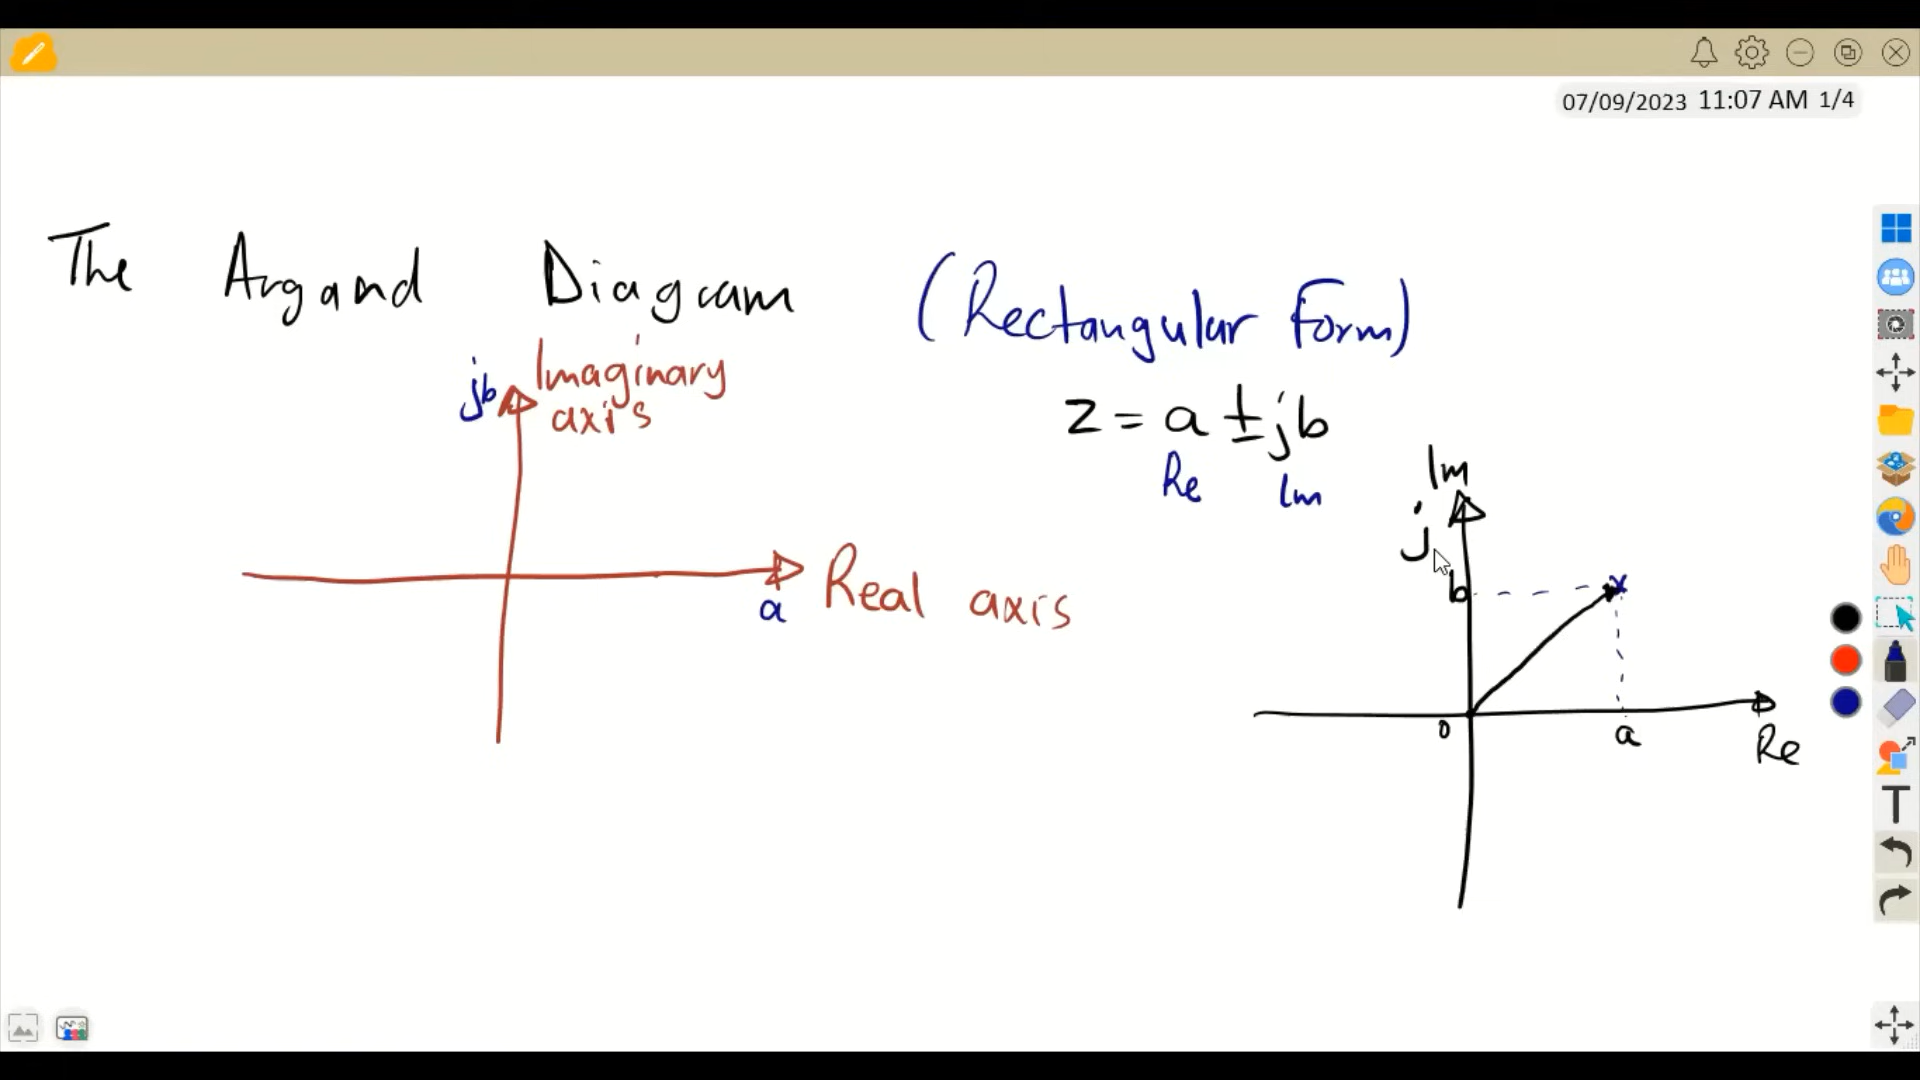 07/09/2023 11:07 AM 1/4
The Argand Diagram (Rectangular Form)
jb Imaginary
axis
z = a ± jb
Re Im
Im
j
b
x
a Real axis
0 a
Re
T